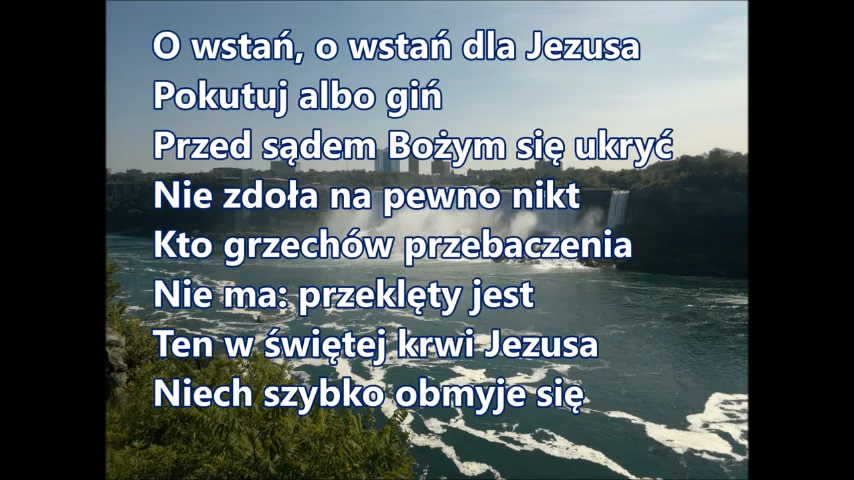 O wstań, o wstań dla Jezusa
Pokutuj albo giń
Przed sądem Bożym się ukryć
Nie zdoła na pewno nikt
Kto grzechów przebaczenia
Nie ma: przeklęty jest
Ten w świętej krwi Jezusa
Niech szybko obmyje się